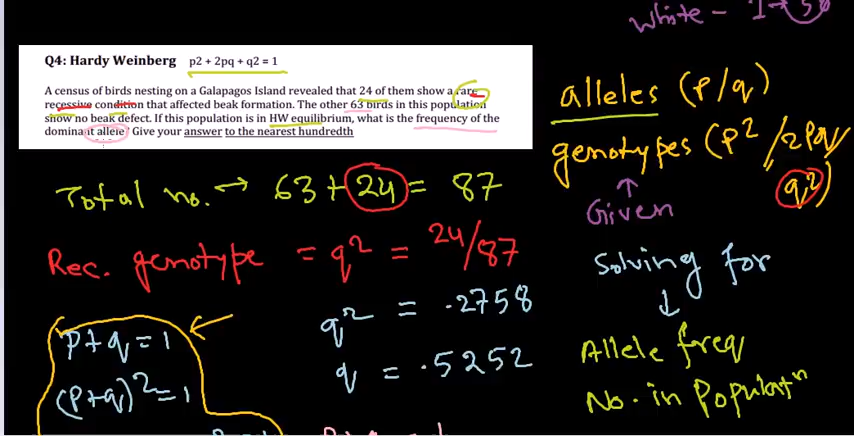 White - 1 → 50
Q4: Hardy Weinberg p2 + 2pq + q2 = 1
A census of birds nesting on a Galapagos Island revealed that 24 of them show a rare
recessive condition that affected beak formation. The other 63 birds in this population
show no beak defect. If this population is in HW equilibrium, what is the frequency of the
dominant allele? Give your answer to the nearest hundredth
alleles (p/q)
genotypes (p²/2pq/
q²)
↑
Given
Total no. → 63 + 24 = 87
Rec. genotype = q² = 24/87
q² = .2758
q = .5252
p+q=1
(p+q)²=1
Solving for
↓
Allele freq
No. in Populatⁿ